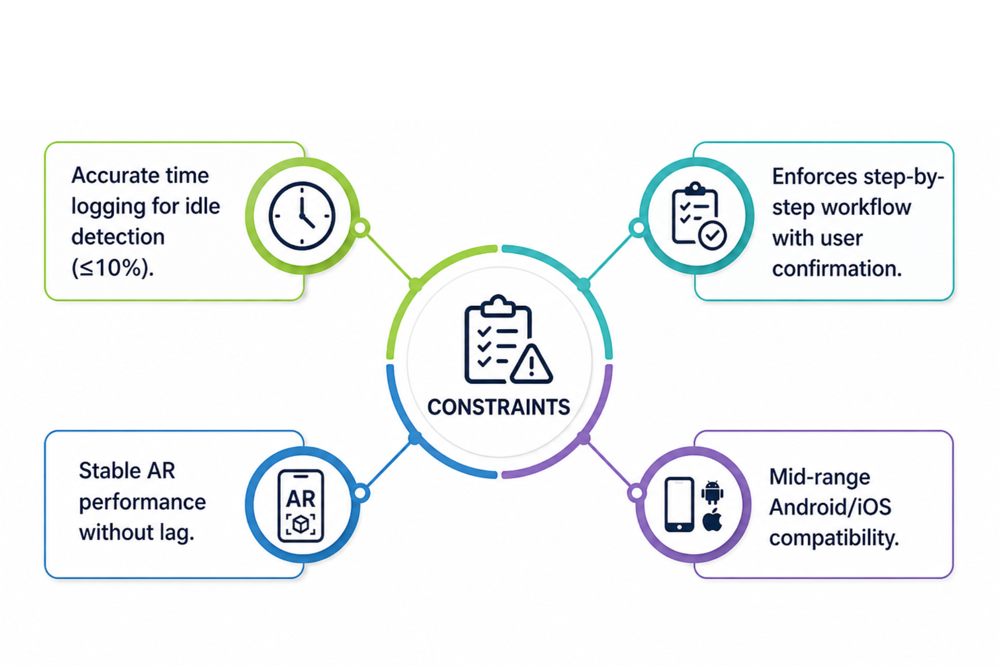 Accurate time
logging for idle
detection
(≤10%).
Enforces step-by-
step workflow
with user
confirmation.
CONSTRAINTS
Stable AR
performance
without lag.
AR
Mid-range
Android/iOS
compatibility.